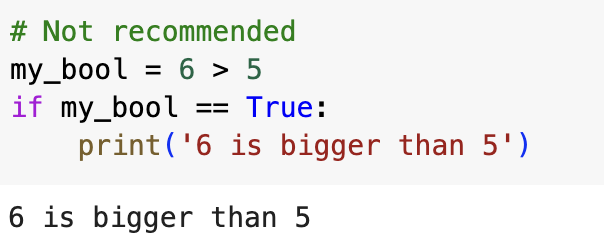 # Not recommended
my_bool = 6 > 5
if my_bool == True:
    print('6 is bigger than 5')
6 is bigger than 5